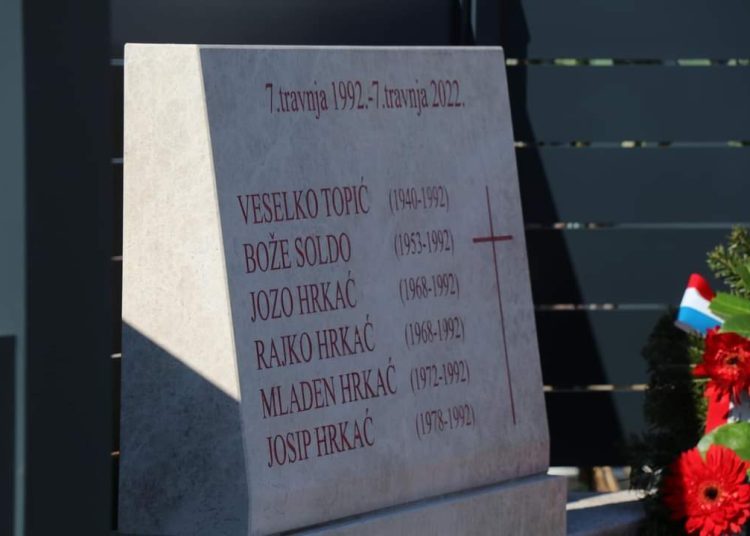 7.travnja 1992.-7.travnja 2022.
VESELKO TOPIĆ (1940-1992)
BOŽE SOLDO (1953-1992)
JOZO HRKAĆ (1968-1992)
RAJKO HRKAĆ (1968-1992)
MLADEN HRKAĆ (1972-1992)
JOSIP HRKAĆ (1978-1992)